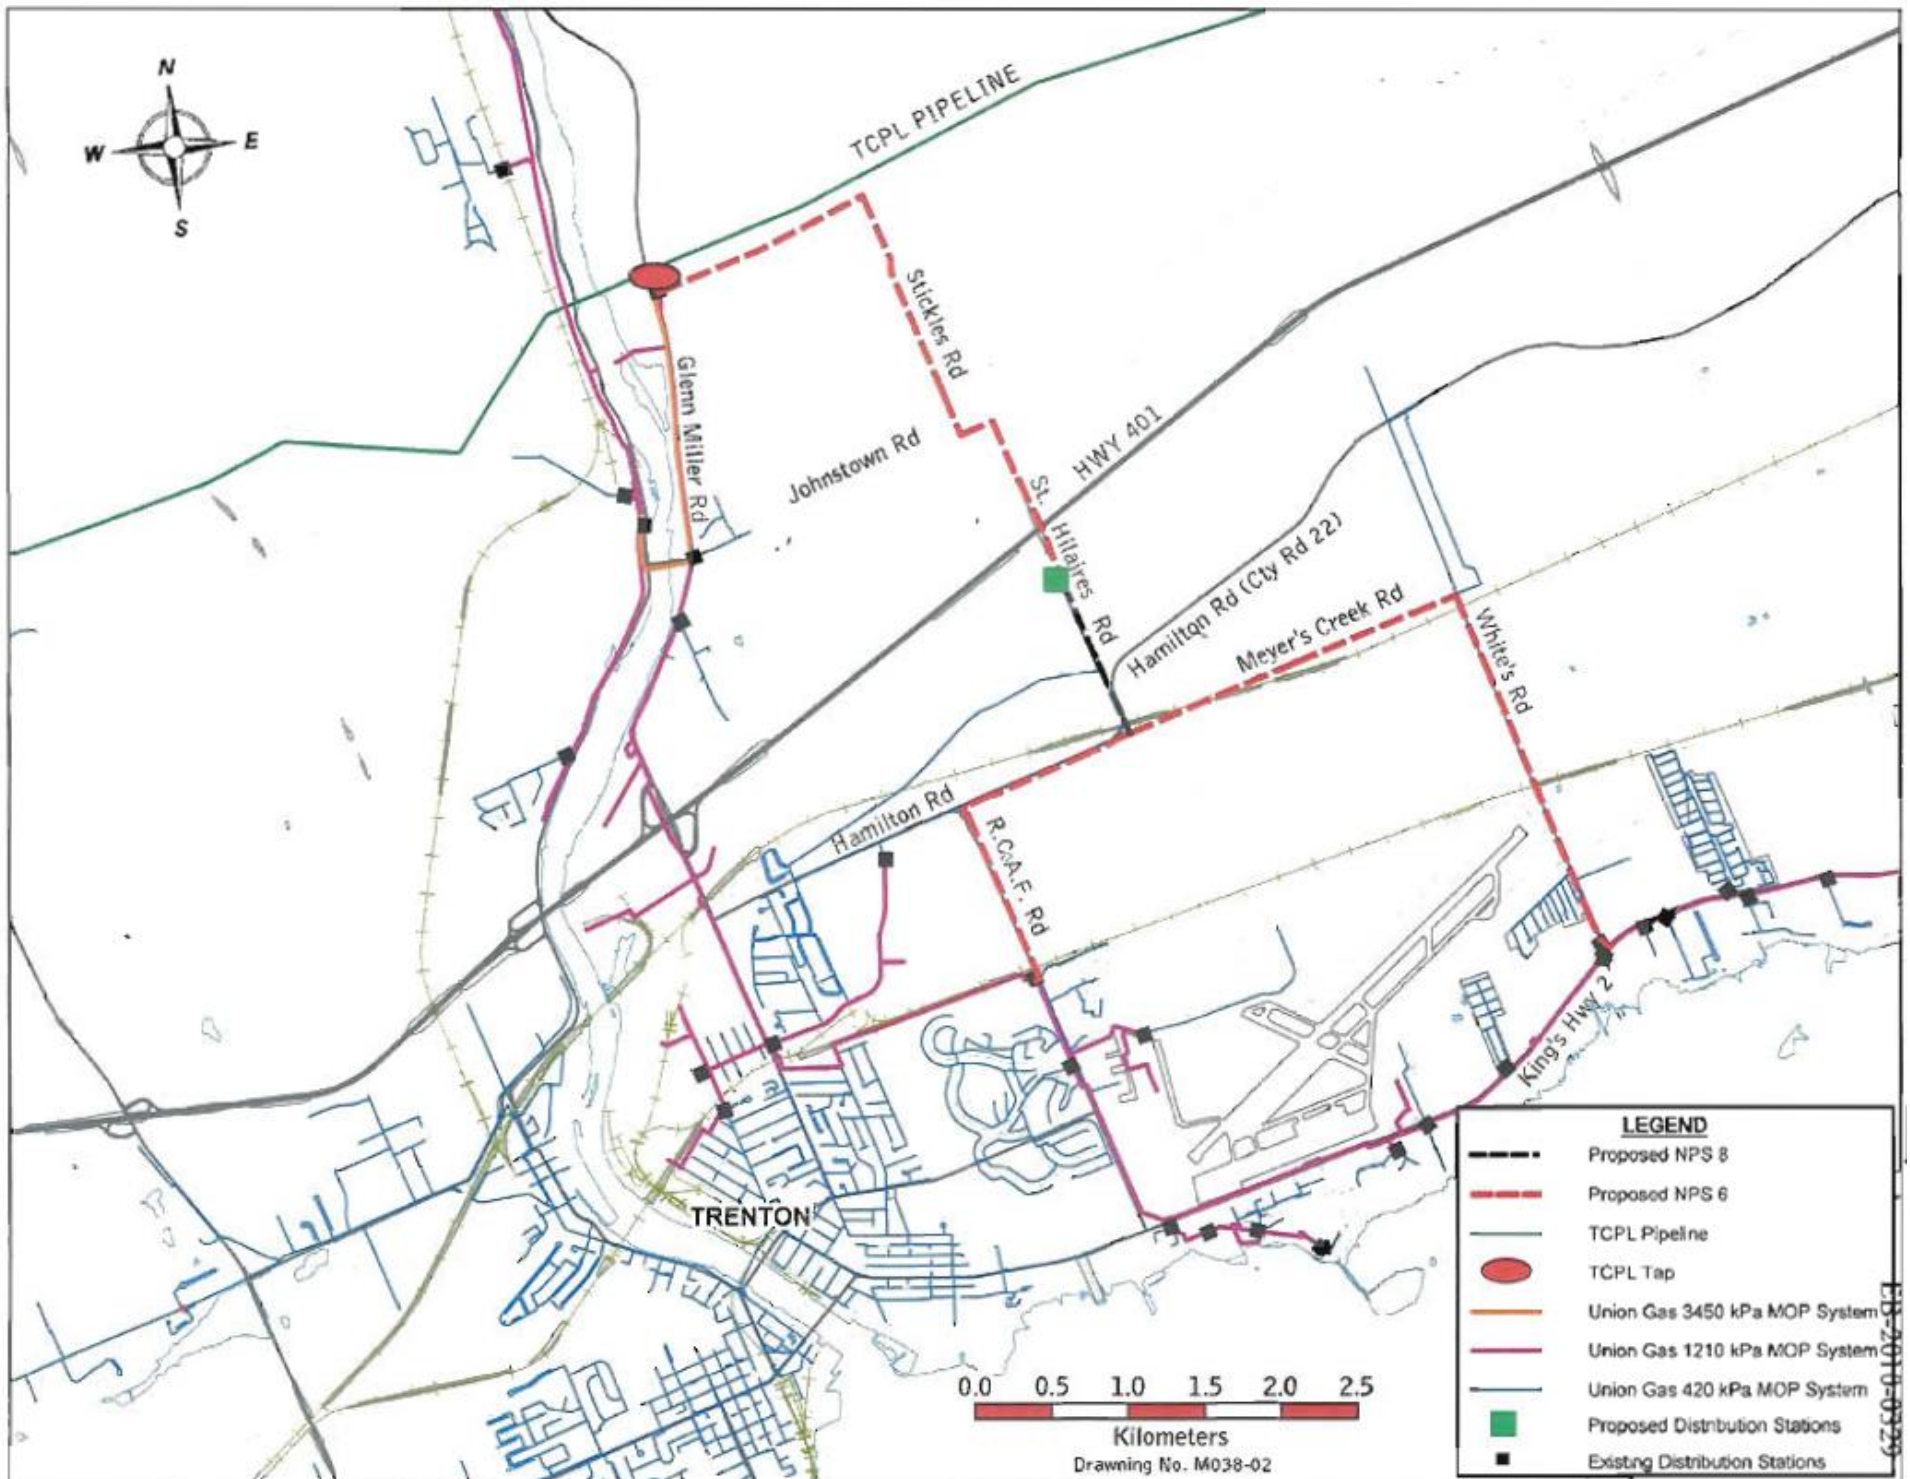 N
W
E
S
TCPL PIPELINE
Stickles Rd
Glenn Miller Rd
Johnstown Rd
HWY 401
St. Hilaires Rd
Hamilton Rd (Cty Rd 22)
Meyer's Creek Rd
White's Rd
Hamilton Rd
R.C.A.F. Rd
King's Hwy 2
TRENTON
LEGEND
Proposed NPS 8
Proposed NPS 6
TCPL Pipeline
TCPL Tap
Union Gas 3450 kPa MOP System
Union Gas 1210 kPa MOP System
Union Gas 420 kPa MOP System
Proposed Distribution Stations
Existing Distribution Stations
0.0 0.5 1.0 1.5 2.0 2.5
Kilometers
Drawning No. M038-02
EB-2010-0329